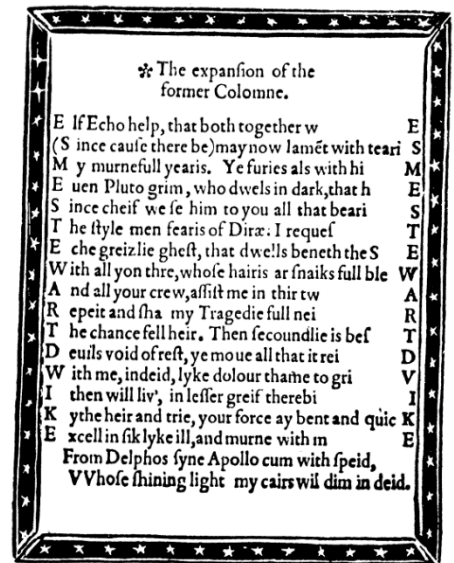 ✲ The expanſion of the
former Colomne.
E lf Echo help, that both together w E
(S ince cauſe there be) may now lamēt with teari S
M y murnefull yearis. Ye furies als with hi M
E uen Pluto grim, who dwels in dark, that h E
S ince cheif we ſe him to you all that beari S
T he ſtyle men fearis of Diræ: I requeſ T
E che greizlie gheſt, that dwells beneth the S E
W ith all yon thre, whoſe hairis ar ſnaiks full ble W
A nd all your crew, aſſiſt me in thir tw A
R epeit and ſha my Tragedie full nei R
T he chance fell heir. Then ſecoundlie is beſ T
D euils void of reſt, ye moue all that it rei D
W ith me, indeid, lyke dolour thame to gri V
I then will liv', in leſſer greif therebi I
K ythe heir and trie, your force ay bent and quic K
E xcell in ſik lyke ill, and murne with m E
From Delphos ſyne Apollo cum with ſpeid,
VVhoſe ſhining light my cairs wil dim in deid.